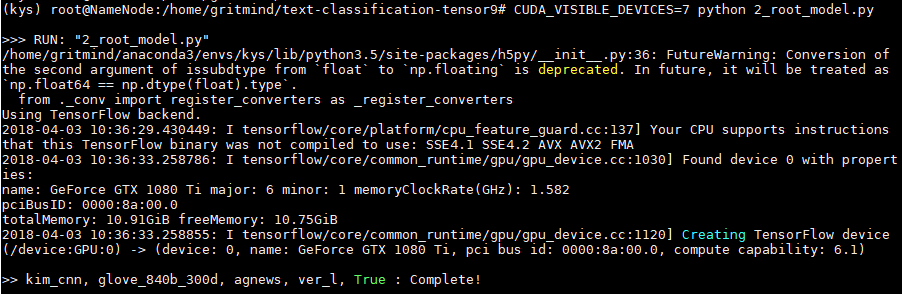 (kys) root@NameNode:/home/gritmind/text-classification-tensor9# CUDA_VISIBLE_DEVICES=7 python 2_root_model.py
>>> RUN: "2_root_model.py"
/home/gritmind/anaconda3/envs/kys/lib/python3.5/site-packages/h5py/__init__.py:36: FutureWarning: Conversion of
the second argument of issubdtype from `float` to `np.floating` is deprecated. In future, it will be treated as
`np.float64 == np.dtype(float).type`.
  from ._conv import register_converters as _register_converters
Using TensorFlow backend.
2018-04-03 10:36:29.430449: I tensorflow/core/platform/cpu_feature_guard.cc:137] Your CPU supports instructions
that this TensorFlow binary was not compiled to use: SSE4.1 SSE4.2 AVX AVX2 FMA
2018-04-03 10:36:33.258786: I tensorflow/core/common_runtime/gpu/gpu_device.cc:1030] Found device 0 with propert
ies:
name: GeForce GTX 1080 Ti major: 6 minor: 1 memoryClockRate(GHz): 1.582
pciBusID: 0000:8a:00.0
totalMemory: 10.91GiB freeMemory: 10.75GiB
2018-04-03 10:36:33.258855: I tensorflow/core/common_runtime/gpu/gpu_device.cc:1120] Creating TensorFlow device
(/device:GPU:0) -> (device: 0, name: GeForce GTX 1080 Ti, pci bus id: 0000:8a:00.0, compute capability: 6.1)
>> kim_cnn, glove_840b_300d, agnews, ver_l, True : Complete!